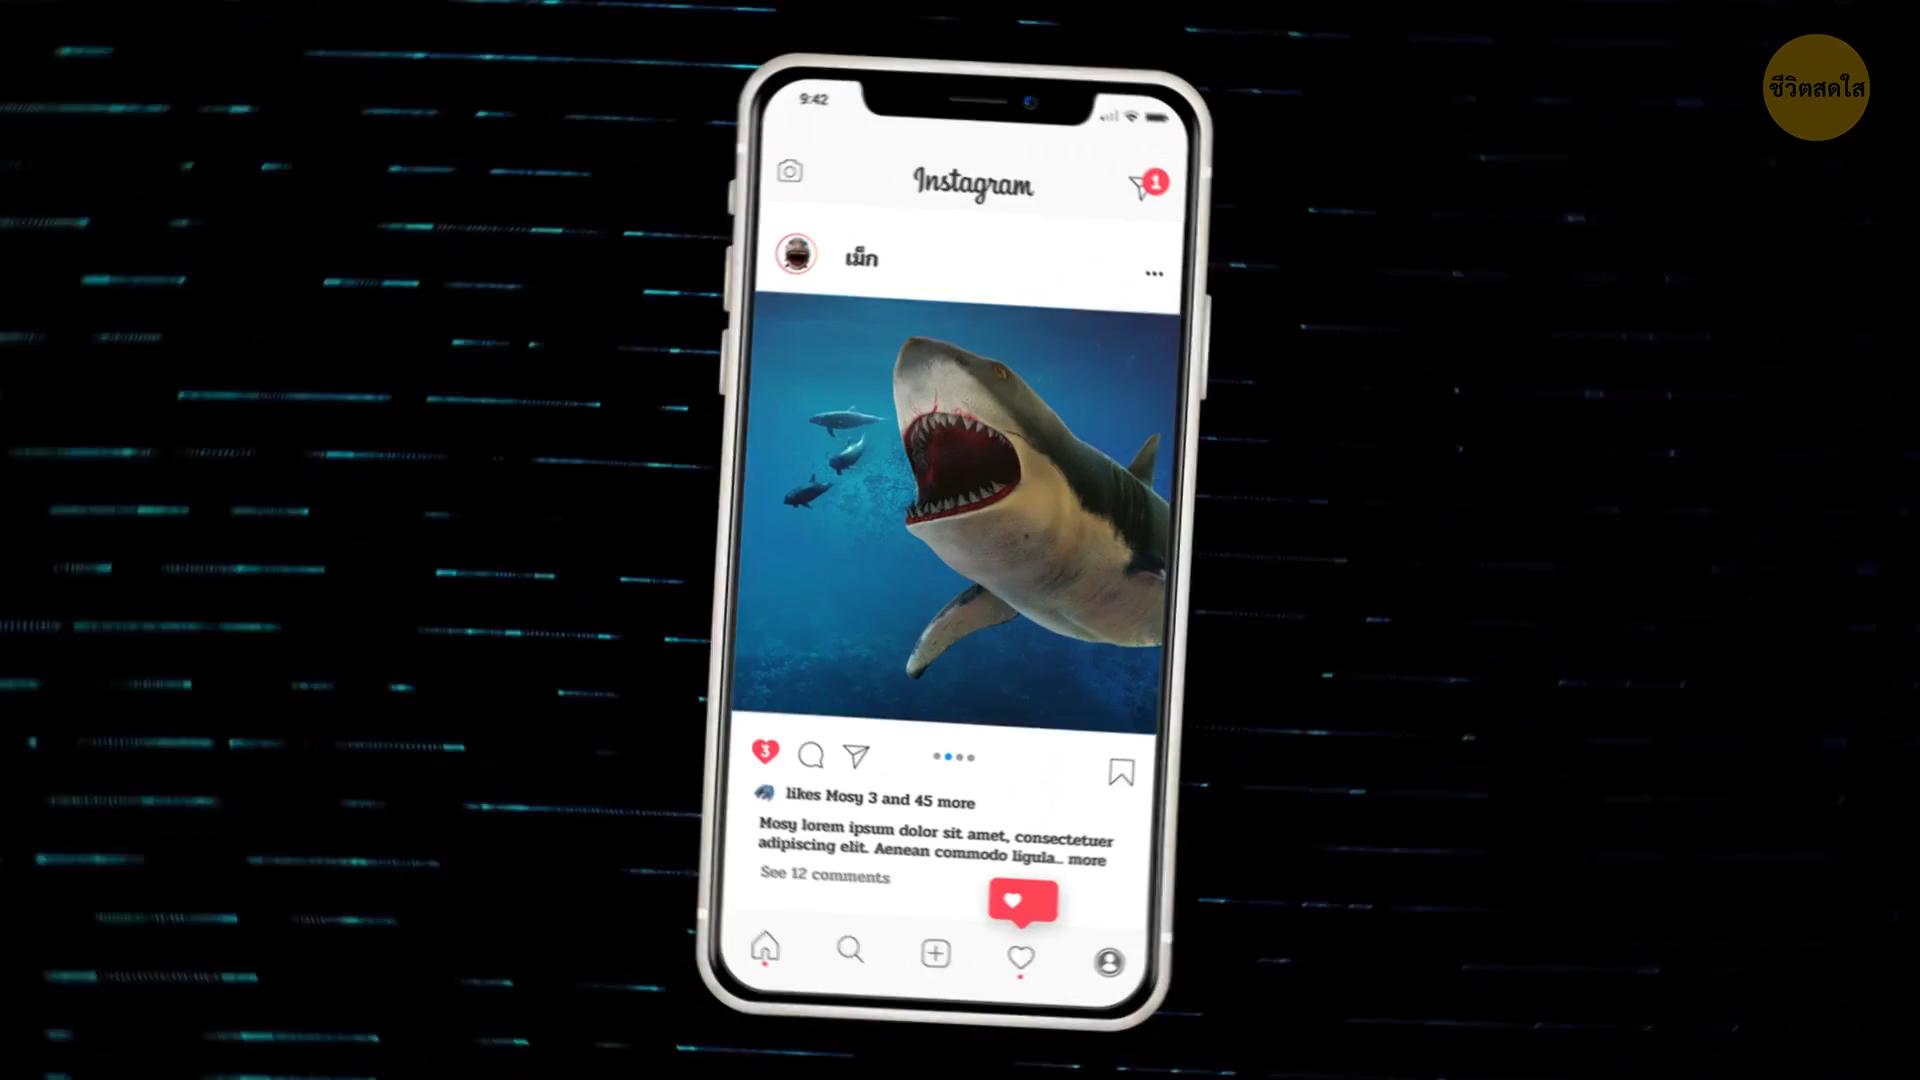 ชีวิตสดใส
9:42
Instagram
1
เม็ก
3
likes Mosy 3 and 45 more
Mosy lorem ipsum dolor sit amet, consectetuer
adipiscing elit. Aenean commodo ligula... more
See 12 comments